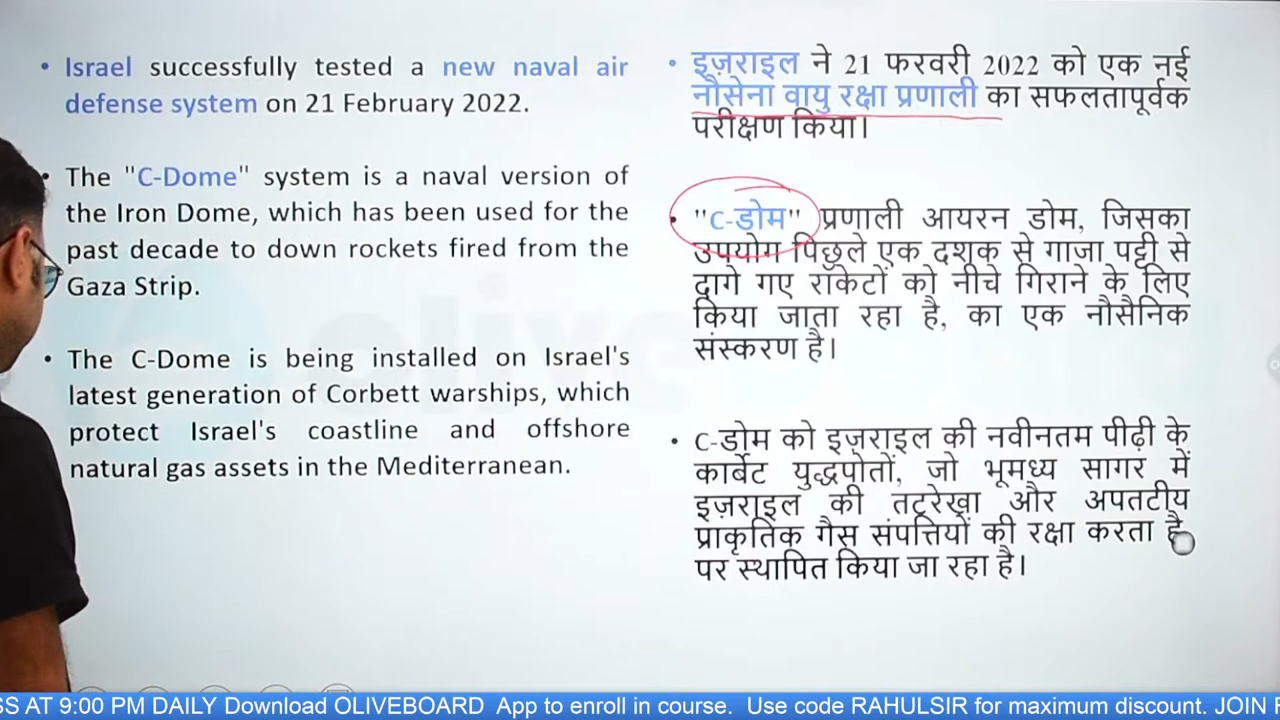 • Israel successfully tested a new naval air
defense system on 21 February 2022.
• The "C-Dome" system is a naval version of
the Iron Dome, which has been used for the
past decade to down rockets fired from the
Gaza Strip.
• The C-Dome is being installed on Israel's
latest generation of Corbett warships, which
protect Israel's coastline and offshore
natural gas assets in the Mediterranean.
• इज़राइल ने 21 फरवरी 2022 को एक नई
नौसेना वायु रक्षा प्रणाली का सफलतापूर्वक
परीक्षण किया।
• "C-डोम" प्रणाली आयरन डोम, जिसका
उपयोग पिछले एक दशक से गाजा पट्टी से
दागे गए रॉकेटों को नीचे गिराने के लिए
किया जाता रहा है, का एक नौसैनिक
संस्करण है।
• C-डोम को इज़राइल की नवीनतम पीढ़ी के
कार्बेट युद्धपोतों, जो भूमध्य सागर में
इज़राइल की तटरेखा और अपतटीय
प्राकृतिक गैस संपत्तियों की रक्षा करता है
पर स्थापित किया जा रहा है।
AT 9:00 PM DAILY Download OLIVEBOARD App to enroll in course. Use code RAHULSIR for maximum discount. JOIN